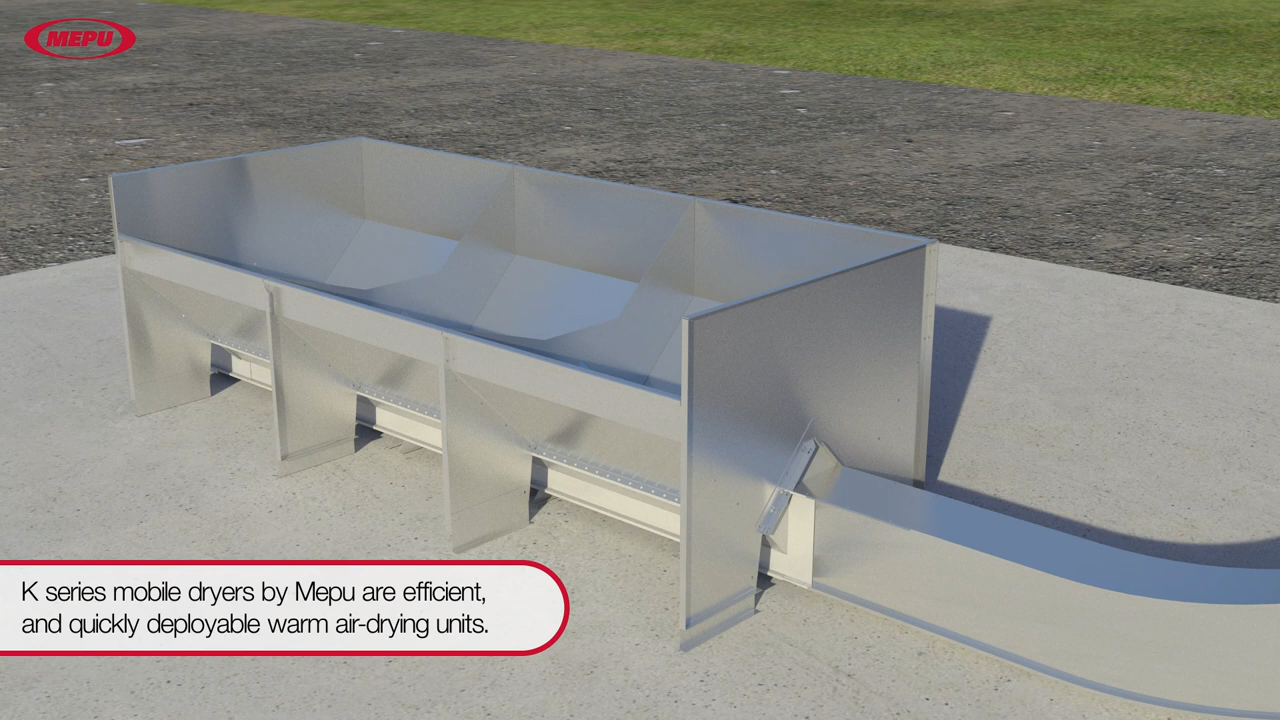 MEPU
K series mobile dryers by Mepu are efficient,
and quickly deployable warm air-drying units.